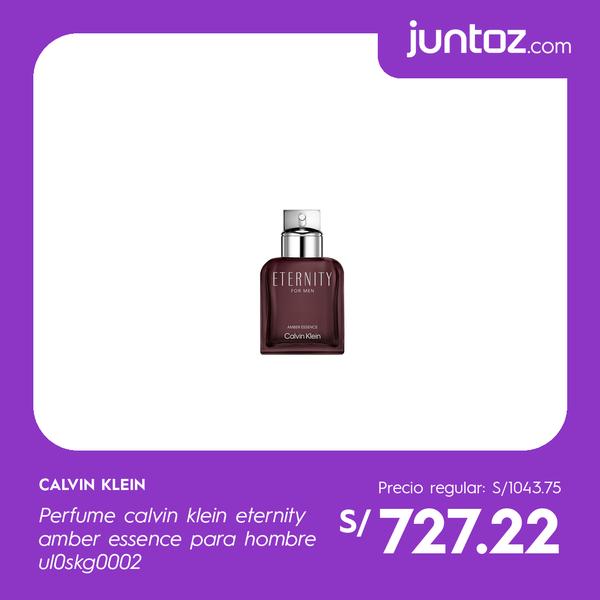 juntoz.com
ETERNITY
FOR MEN
AMBER ESSENCE
Calvin Klein
CALVIN KLEIN
Perfume calvin klein eternity
amber essence para hombre
ul0skg0002
Precio regular: S/1043.75
S/ 727.22